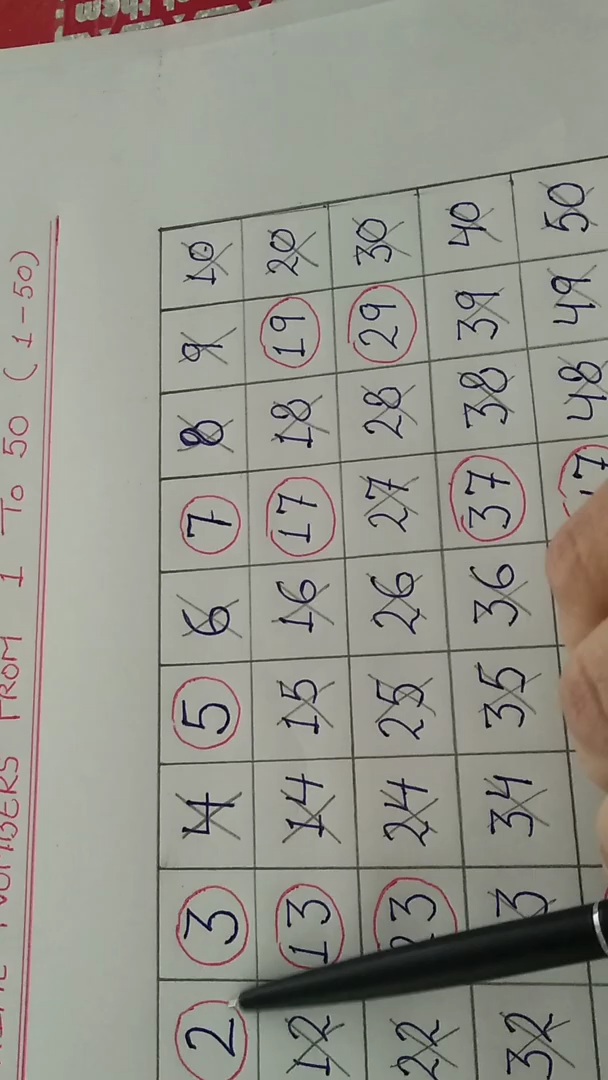 NUMBERS FROM 1 TO 50 (1-50)
2 3 4 5 6 7 8 9 10
12 13 14 15 16 17 18 19 20
22 23 24 25 26 27 28 29 30
32 34 35 36 37 38 39 40
48 49 50
them